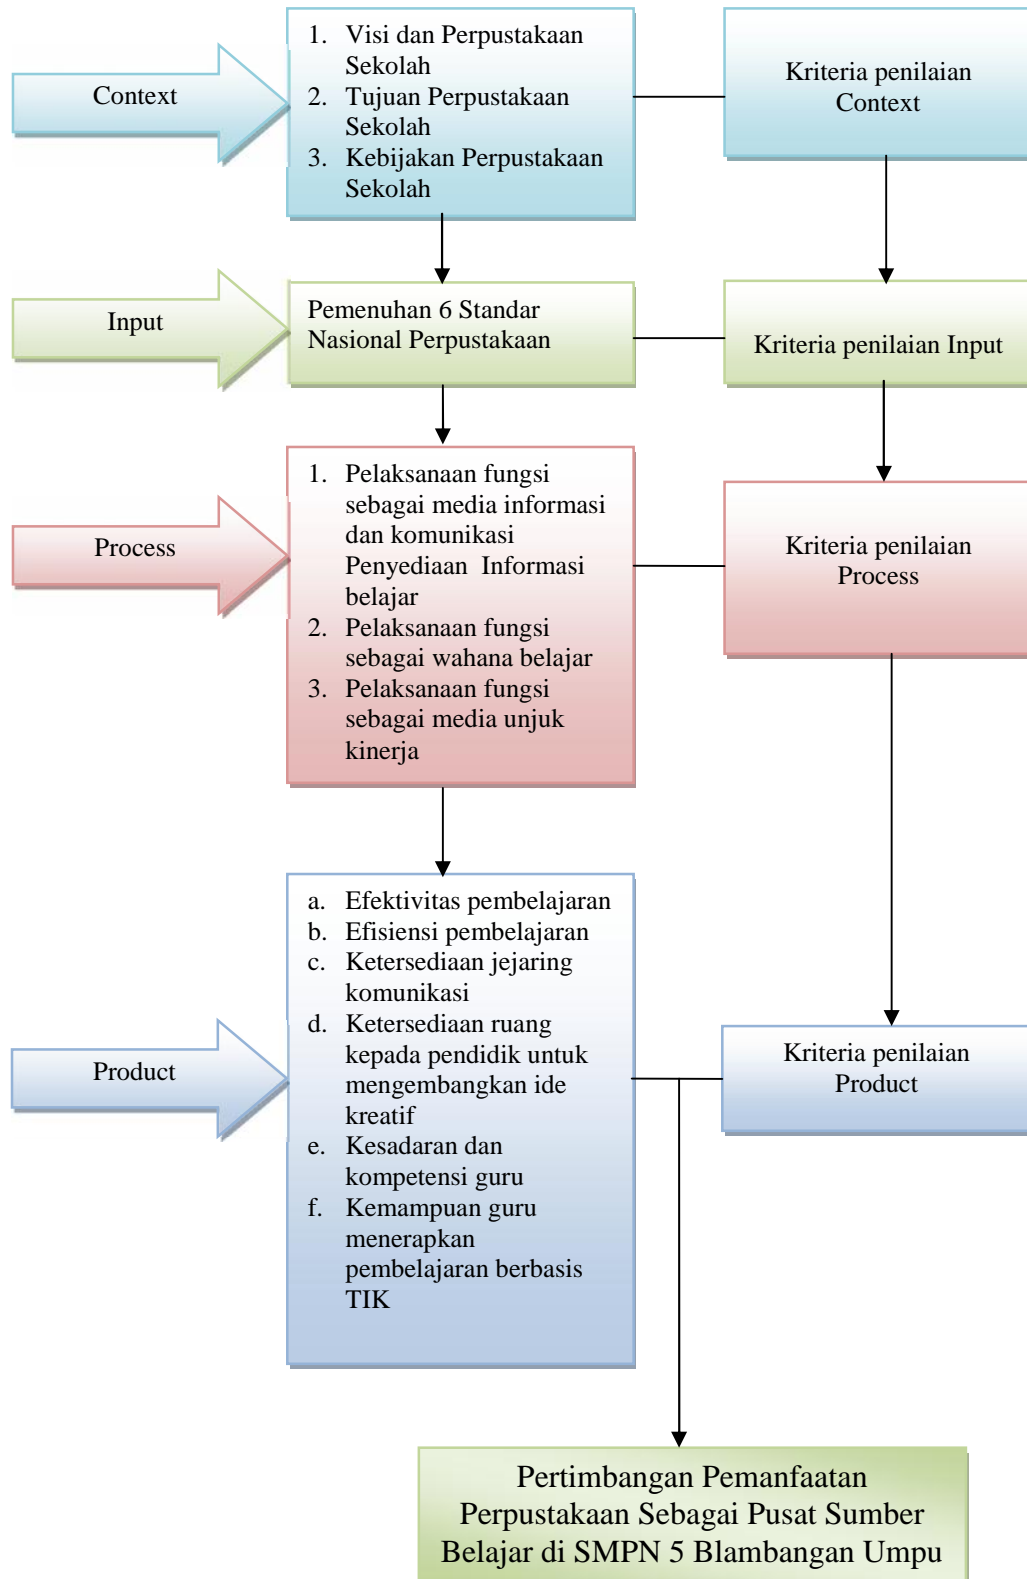 Context
1. Visi dan Perpustakaan
Sekolah
2. Tujuan Perpustakaan
Sekolah
3. Kebijakan Perpustakaan
Sekolah
Kriteria penilaian
Context
Input
Pemenuhan 6 Standar
Nasional Perpustakaan
Kriteria penilaian Input
Process
1. Pelaksanaan fungsi
sebagai media informasi
dan komunikasi
Penyediaan Informasi
belajar
2. Pelaksanaan fungsi
sebagai wahana belajar
3. Pelaksanaan fungsi
sebagai media unjuk
kinerja
Kriteria penilaian
Process
Product
a. Efektivitas pembelajaran
b. Efisiensi pembelajaran
c. Ketersediaan jejaring
komunikasi
d. Ketersediaan ruang
kepada pendidik untuk
mengembangkan ide
kreatif
e. Kesadaran dan
kompetensi guru
f. Kemampuan guru
menerapkan
pembelajaran berbasis
TIK
Kriteria penilaian
Product
Pertimbangan Pemanfaatan
Perpustakaan Sebagai Pusat Sumber
Belajar di SMPN 5 Blambangan Umpu